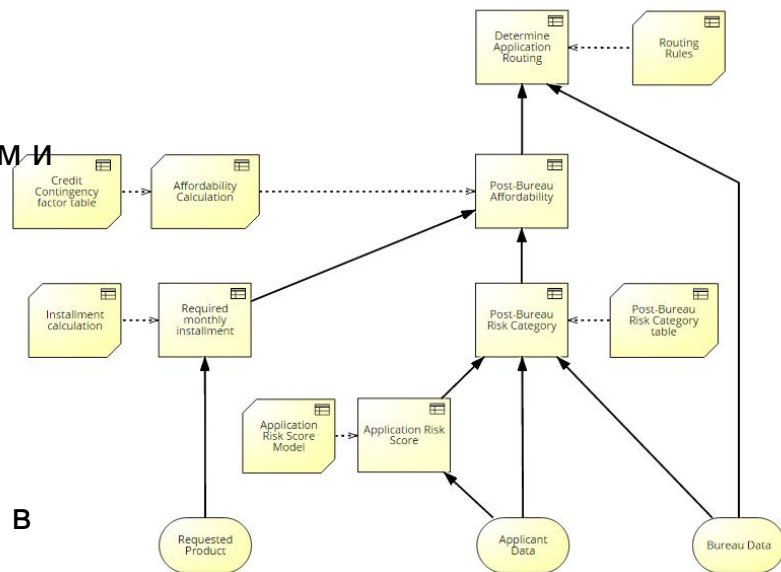 Determine
Application
Routing
Routing
Rules
м и
Credit
Contingency
factor table
Affordability
Calculation
Post-Bureau
Affordability
Installment
calculation
Required
monthly
installment
Post-Bureau
Risk Category
Post-Bureau
Risk Category
table
Application
Risk Score
Model
Application Risk
Score
в
Requested
Product
Applicant
Data
Bureau Data